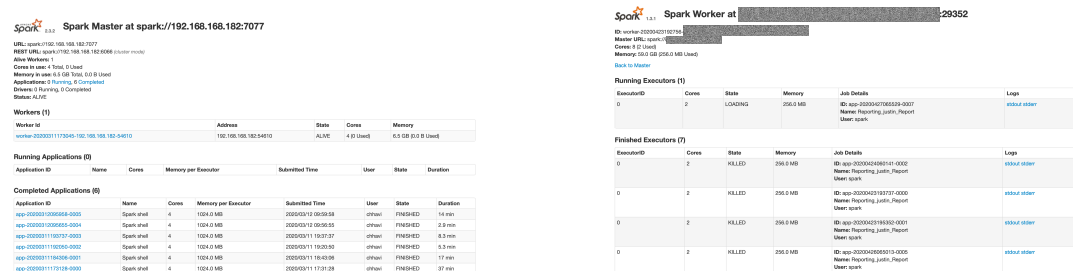 Spark 2.3.2 Spark Master at spark://192.168.168.182:7077
URL: spark://192.168.168.182:7077
REST URL: spark://192.168.168.182:6066 (cluster mode)
Alive Workers: 1
Cores in use: 4 Total, 0 Used
Memory in use: 6.5 GB Total, 0.0 B Used
Applications: 0 Running, 6 Completed
Drivers: 0 Running, 0 Completed
Status: ALIVE
Workers (1)
Worker Id Address State Cores Memory
worker-20200311173045-192.168.168.182-54610 192.168.168.182:54610 ALIVE 4 (0 Used) 6.5 GB (0.0 B Used)
Running Applications (0)
Application ID Name Cores Memory per Executor Submitted Time User State Duration
Completed Applications (6)
Application ID Name Cores Memory per Executor Submitted Time User State Duration
app-20200312095958-0005 Spark shell 4 1024.0 MB 2020/03/12 09:59:58 chhavi FINISHED 14 min
app-20200312095655-0004 Spark shell 4 1024.0 MB 2020/03/12 09:56:55 chhavi FINISHED 2.9 min
app-20200311193737-0003 Spark shell 4 1024.0 MB 2020/03/11 19:37:37 chhavi FINISHED 8.3 min
app-20200311192050-0002 Spark shell 4 1024.0 MB 2020/03/11 19:20:50 chhavi FINISHED 5.3 min
app-20200311184306-0001 Spark shell 4 1024.0 MB 2020/03/11 18:43:06 chhavi FINISHED 17 min
app-20200311173128-0000 Spark shell 4 1024.0 MB 2020/03/11 17:31:28 chhavi FINISHED 37 min
Spark 1.3.1 Spark Worker at :29352
ID: worker-20200423192756-
Master URL: spark://
Cores: 8 (2 Used)
Memory: 59.0 GB (256.0 MB Used)
Back to Master
Running Executors (1)
ExecutorID Cores State Memory Job Details Logs
0 2 LOADING 256.0 MB ID: app-20200427065529-0007 stdout stderr
Name: Reporting_justin_Report
User: spark
Finished Executors (7)
ExecutorID Cores State Memory Job Details Logs
0 2 KILLED 256.0 MB ID: app-20200424060141-0002 stdout stderr
Name: Reporting_justin_Report
User: spark
0 2 KILLED 256.0 MB ID: app-20200423193737-0000 stdout stderr
Name: Reporting_justin_Report
User: spark
0 2 KILLED 256.0 MB ID: app-20200423195352-0001 stdout stderr
Name: Reporting_justin_Report
User: spark
0 2 KILLED 256.0 MB ID: app-20200426065013-0005 stdout stderr
Name: Reporting_justin_Report
User: spark